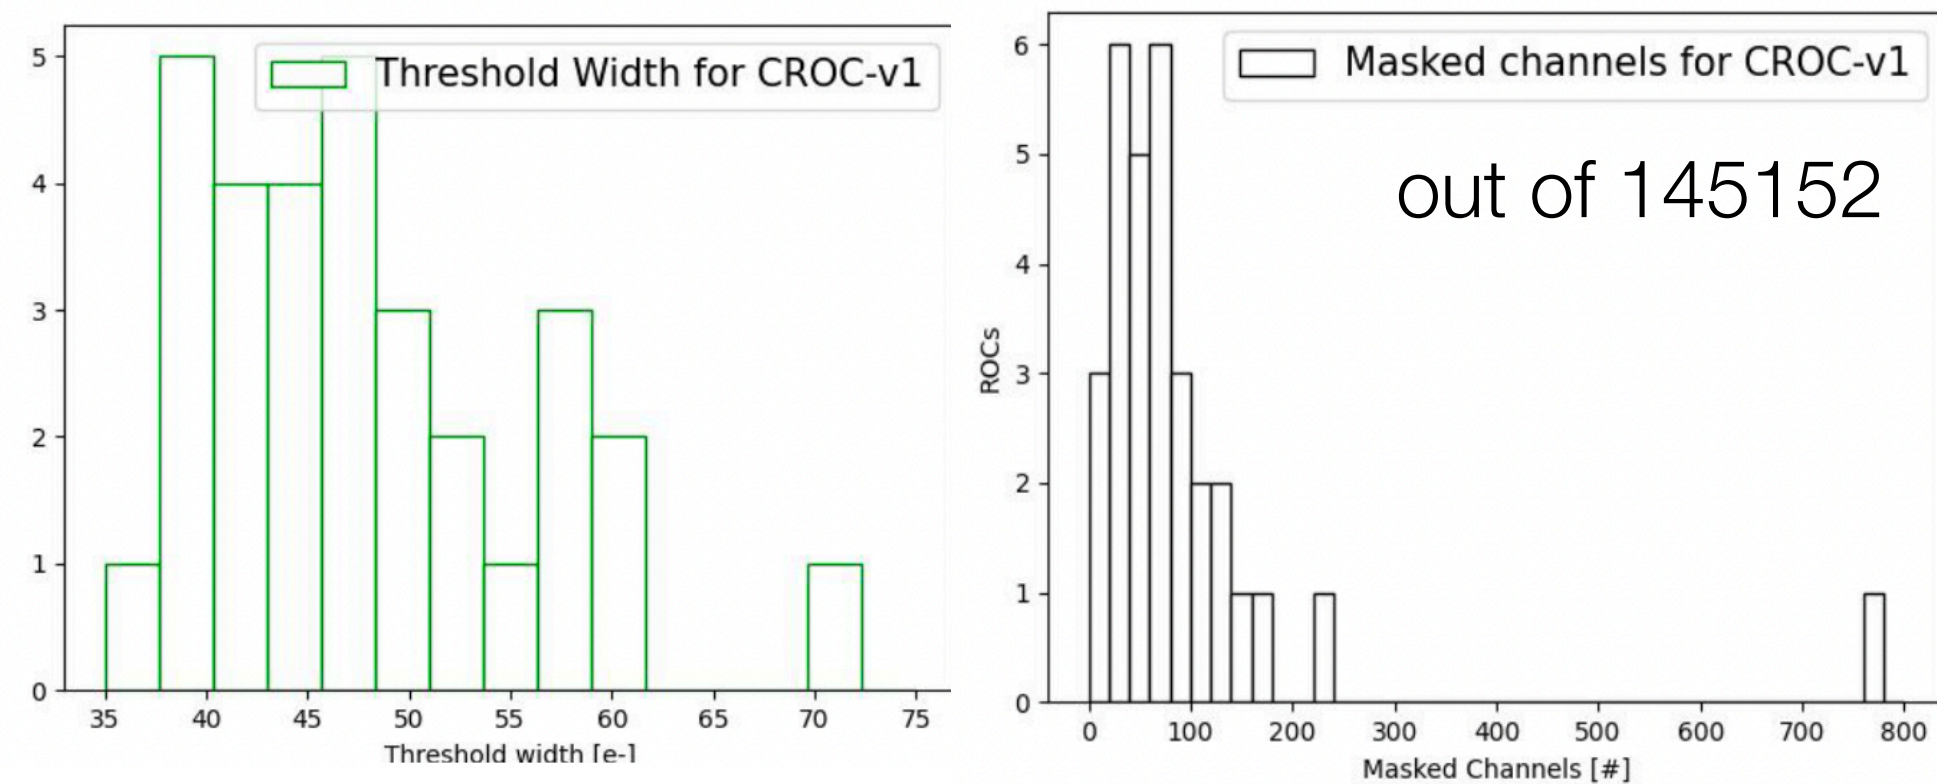 Threshold Width for CROC-v1
5
4
3
2
1
0
35 40 45 50 55 60 65 70 75
Threshold width [e-]
Masked channels for CROC-v1
out of 145152
ROCs
6
5
4
3
2
1
0
0 100 200 300 400 500 600 700 800
Masked Channels [#]